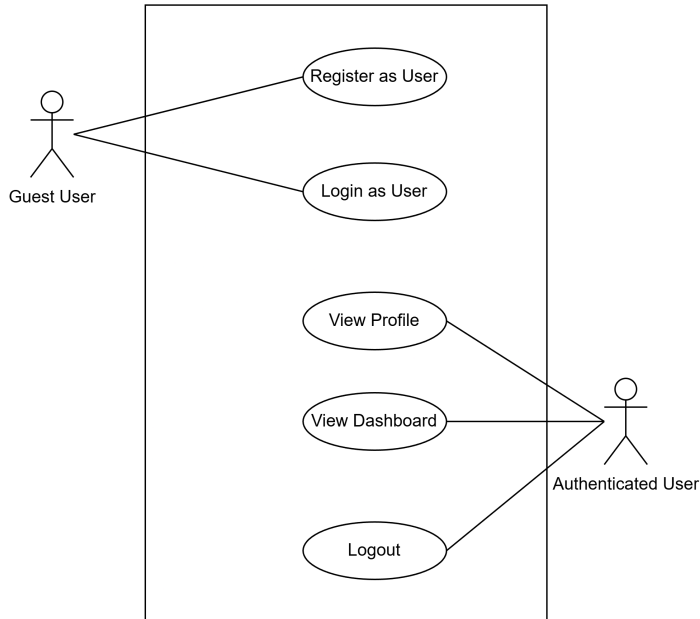 Register as User
Guest User
Login as User
View Profile
View Dashboard
Authenticated User
Logout